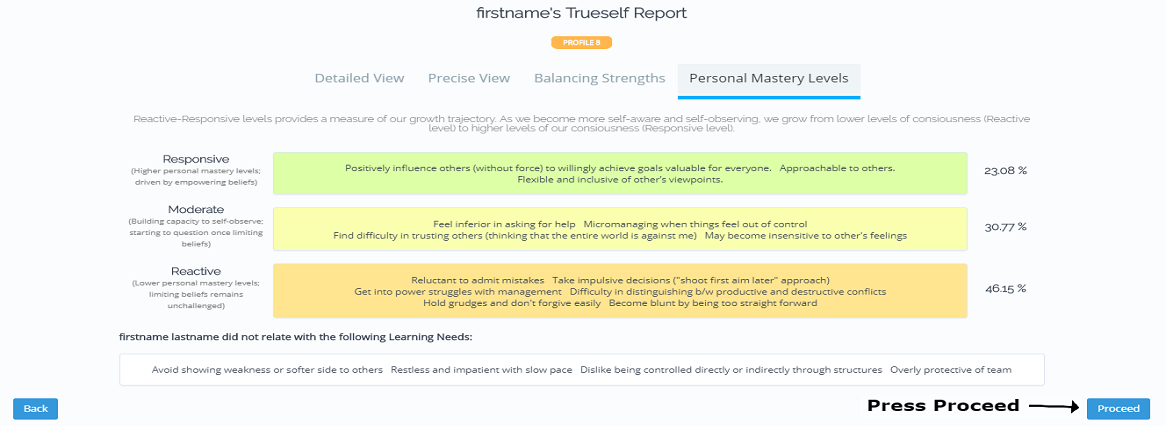 firstname's Trueself Report
PROFILE 8
Detailed View Precise View Balancing Strengths Personal Mastery Levels
Reactive-Responsive levels provides a measure of our growth trajectory. As we become more self-aware and self-observing, we grow from lower levels of consiousness (Reactive
level) to higher levels of our consiousness (Responsive level).
Responsive
(Higher personal mastery levels;
driven by empowering beliefs)
Positively influence others (without force) to willingly achieve goals valuable for everyone. Approachable to others.
Flexible and inclusive of other's viewpoints.
23.08 %
Moderate
(Building capacity to self-observe;
starting to question once limiting
beliefs)
Feel inferior in asking for help Micromanaging when things feel out of control
Find difficulty in trusting others (thinking that the entire world is against me) May become insensitive to other's feelings
30.77 %
Reactive
(Lower personal mastery levels;
limiting beliefs remains
unchallenged)
Reluctant to admit mistakes Take impulsive decisions ("shoot first aim later" approach)
Get into power struggles with management Difficulty in distinguishing b/w productive and destructive conflicts
Hold grudges and don't forgive easily Become blunt by being too straight forward
46.15 %
firstname lastname did not relate with the following Learning Needs:
Avoid showing weakness or softer side to others Restless and impatient with slow pace Dislike being controlled directly or indirectly through structures Overly protective of team
Back
Press Proceed
Proceed